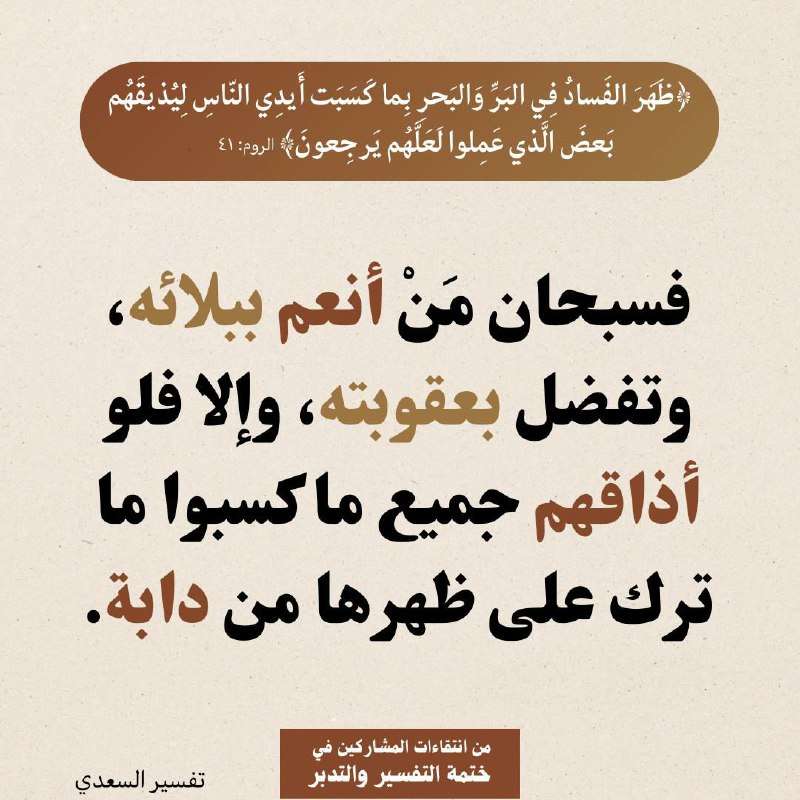 ﴿ظَهَرَ الفَسادُ فِي البَرِّ وَالبَحرِ بِما كَسَبَت أَيدِي النّاسِ لِيُذيقَهُم
بَعضَ الَّذي عَمِلوا لَعَلَّهُم يَرجِعونَ﴾ الروم: ٤١
فسبحان مَنْ أنعم ببلائه،
وتفضل بعقوبته، وإلا فلو
أذاقهم جميع ما كسبوا ما
ترك على ظهرها من دابة.
من انتقاءات المشاركين في
ختمة التفسير والتدبر
تفسير السعدي